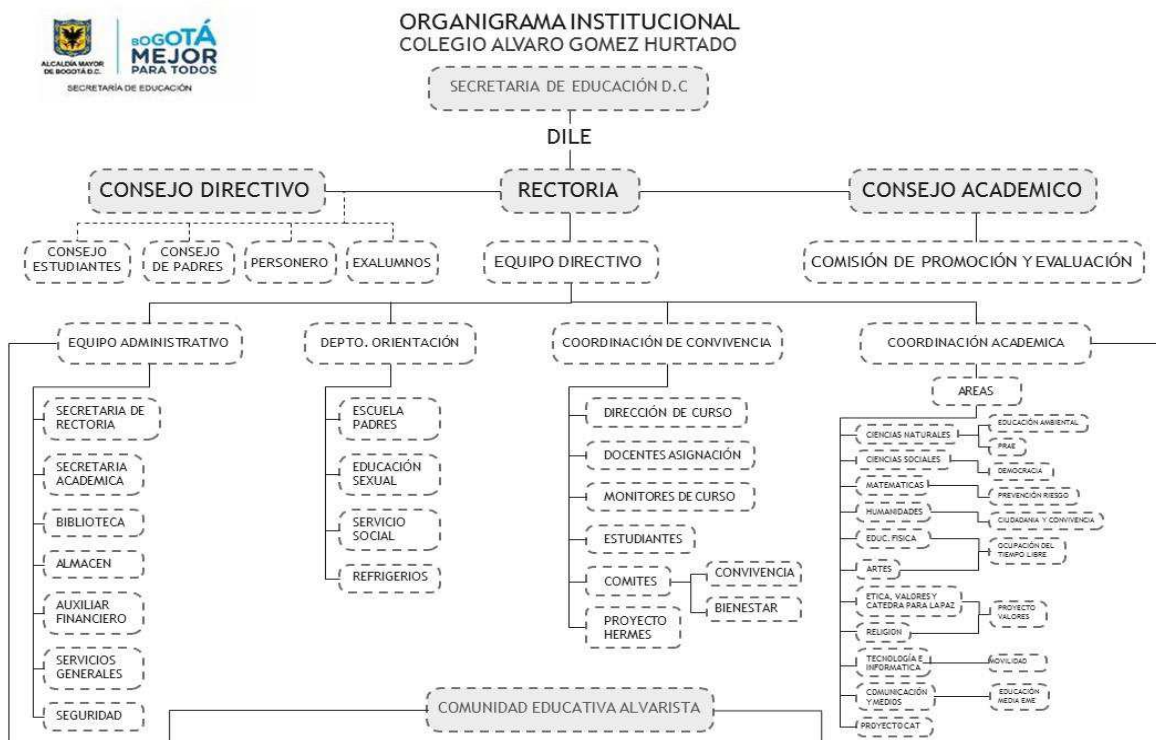 ORGANIGRAMA INSTITUCIONAL
COLEGIO ALVARO GOMEZ HURTADO
ALCALDÍA MAYOR
DE BOGOTÁ D.C.
BOGOTÁ
MEJOR
PARA TODOS
SECRETARÍA DE EDUCACIÓN
SECRETARIA DE EDUCACIÓN D.C
DILE
CONSEJO DIRECTIVO
RECTORIA
CONSEJO ACADEMICO
CONSEJO
ESTUDIANTES
CONSEJO
DE PADRES
PERSONERO
EXALUMNOS
EQUIPO DIRECTIVO
COMISIÓN DE PROMOCIÓN Y EVALUACIÓN
EQUIPO ADMINISTRATIVO
DEPTO. ORIENTACIÓN
COORDINACIÓN DE CONVIVENCIA
COORDINACIÓN ACADEMICA
SECRETARIA DE
RECTORIA
SECRETARIA
ACADEMICA
BIBLIOTECA
ALMACEN
AUXILIAR
FINANCIERO
SERVICIOS
GENERALES
SEGURIDAD
ESCUELA
PADRES
EDUCACIÓN
SEXUAL
SERVICIO
SOCIAL
REFRIGERIOS
DIRECCIÓN DE CURSO
DOCENTES ASIGNACIÓN
MONITORES DE CURSO
ESTUDIANTES
COMITES
CONVIVENCIA
BIENESTAR
PROYECTO
HERMES
AREAS
CIENCIAS NATURALES
EDUCACIÓN AMBIENTAL
PRAE
CIENCIAS SOCIALES
DEMOCRACIA
MATEMATICAS
PREVENCIÓN RIESGO
HUMANIDADES
CIUDADANIA Y CONVIVENCIA
EDUC. FISICA
OCUPACIÓN DEL
TIEMPO LIBRE
ARTES
ETICA, VALORES Y
CATEDRA PARA LA PAZ
PROYECTO
VALORES
RELIGION
TECNOLOGÍA E
INFORMATICA
MOVILIDAD
COMUNICACIÓN
Y MEDIOS
EDUCACIÓN
MEDIA EME
PROYECTO CAT
COMUNIDAD EDUCATIVA ALVARISTA